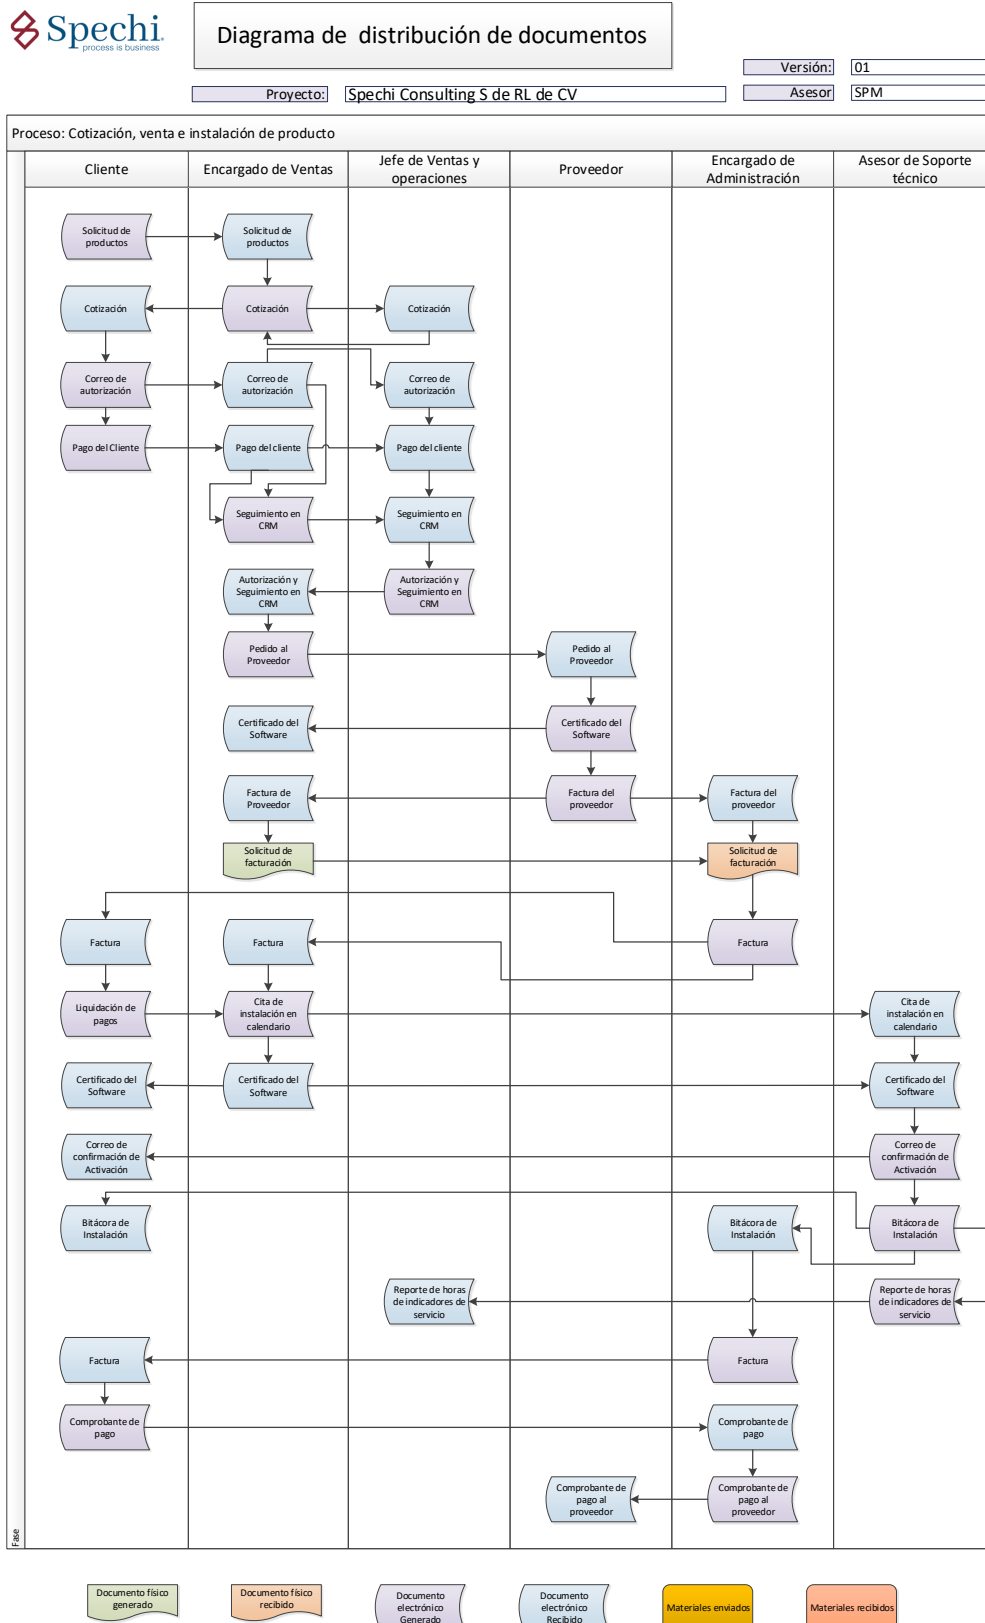 Spechi
process is business
Diagrama de distribución de documentos
Versión:
01
Proyecto:
Spechi Consulting S de RL de CV
Asesor
SPM
Proceso: Cotización, venta e instalación de producto
Cliente
Encargado de Ventas
Jefe de Ventas y
operaciones
Proveedor
Encargado de
Administración
Asesor de Soporte
técnico
Solicitud de
productos
Solicitud de
productos
Cotización
Cotización
Cotización
Correo de
autorización
Correo de
autorización
Correo de
autorización
Pago del Cliente
Pago del cliente
Pago del cliente
Seguimiento en
CRM
Seguimiento en
CRM
Autorización y
Seguimiento en
CRM
Autorización y
Seguimiento en
CRM
Pedido al
Proveedor
Pedido al
Proveedor
Certificado del
Software
Certificado del
Software
Factura de
Proveedor
Factura del
proveedor
Factura del
proveedor
Solicitud de
facturación
Solicitud de
facturación
Factura
Factura
Factura
Liquidación de
pagos
Cita de
instalación en
calendario
Cita de
instalación en
calendario
Certificado del
Software
Certificado del
Software
Certificado del
Software
Correo de
confirmación de
Activación
Correo de
confirmación de
Activación
Bitácora de
Instalación
Bitácora de
Instalación
Bitácora de
Instalación
Reporte de horas
de indicadores de
servicio
Reporte de horas
de indicadores de
servicio
Factura
Factura
Comprobante de
pago
Comprobante de
pago
Comprobante de
pago al
proveedor
Comprobante de
pago al
proveedor
Fase
Documento físico
generado
Documento físico
recibido
Documento
electrónico
Generado
Documento
electrónico
Recibido
Materiales enviados
Materiales recibidos